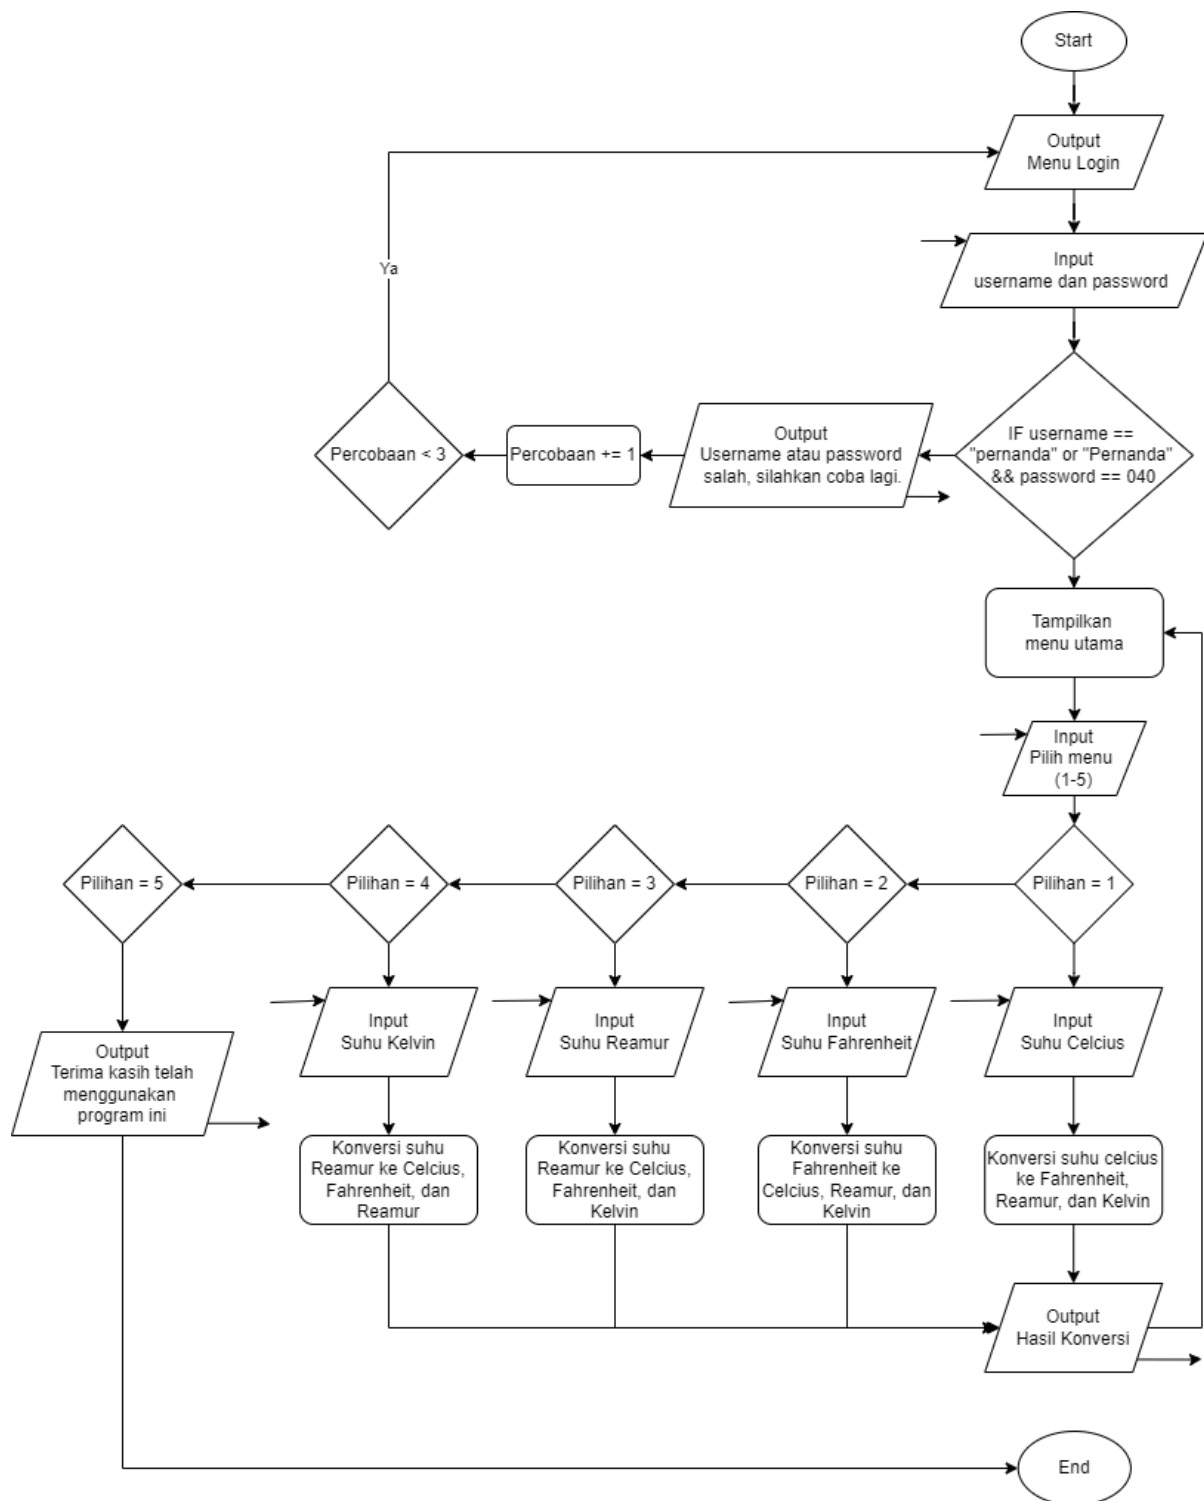 Start
Output
Menu Login
Input
username dan password
Ya
IF username ==
"pernanda" or "Pernanda"
&& password == 040
Output
Username atau password
salah, silahkan coba lagi.
Percobaan += 1
Percobaan < 3
Tampilkan
menu utama
Input
Pilih menu
(1-5)
Pilihan = 5
Pilihan = 4
Pilihan = 3
Pilihan = 2
Pilihan = 1
Output
Terima kasih telah
menggunakan
program ini
Input
Suhu Kelvin
Input
Suhu Reamur
Input
Suhu Fahrenheit
Input
Suhu Celcius
Konversi suhu
Reamur ke Celcius,
Fahrenheit, dan
Reamur
Konversi suhu
Reamur ke Celcius,
Fahrenheit, dan
Kelvin
Konversi suhu
Fahrenheit ke
Celcius, Reamur, dan
Kelvin
Konversi suhu celcius
ke Fahrenheit,
Reamur, dan Kelvin
Output
Hasil Konversi
End